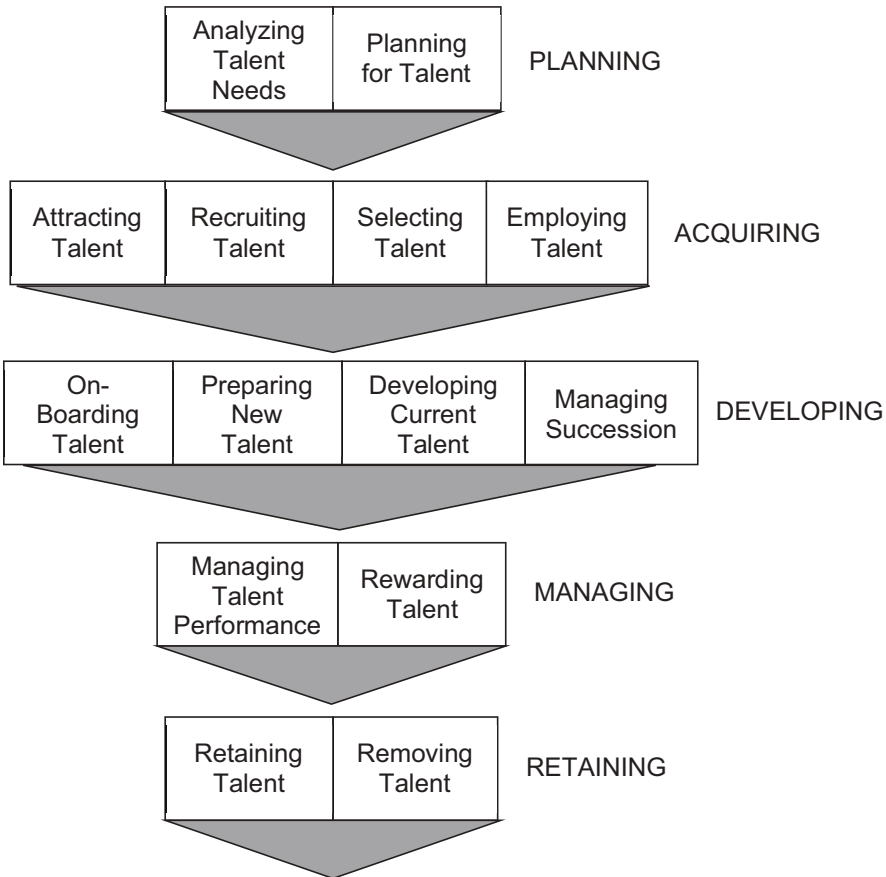 Analyzing
Talent
Needs
Planning
for Talent
PLANNING
Attracting
Talent
Recruiting
Talent
Selecting
Talent
Employing
Talent
ACQUIRING
On-
Boarding
Talent
Preparing
New
Talent
Developing
Current
Talent
Managing
Succession
DEVELOPING
Managing
Talent
Performance
Rewarding
Talent
MANAGING
Retaining
Talent
Removing
Talent
RETAINING